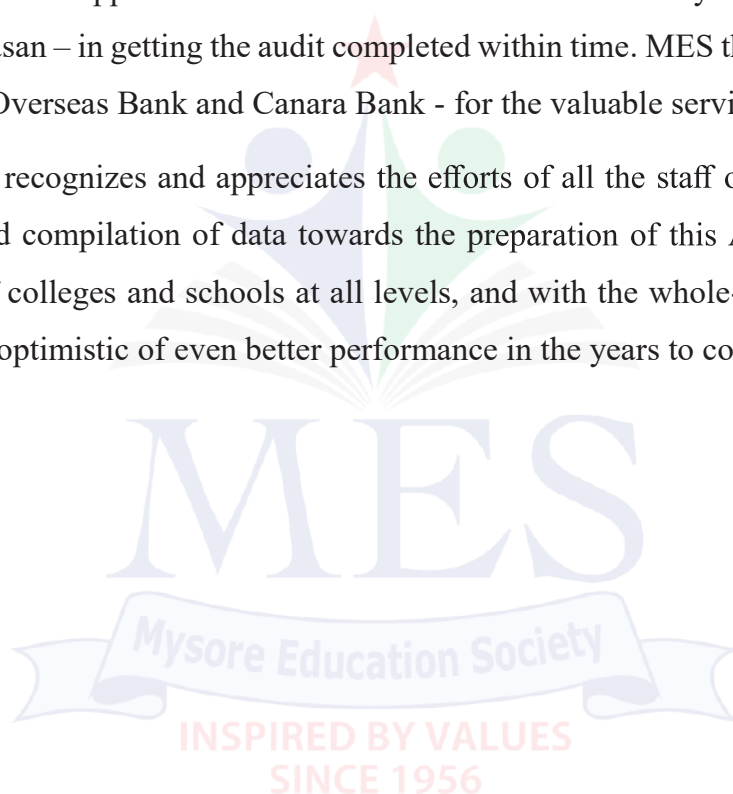 san – in getting the audit completed within time. MES
Overseas Bank and Canara Bank - for the valuable
recognizes and appreciates the efforts of all the staff
compilation of data towards the preparation of this
colleges and schools at all levels, and with the whole-
optimistic of even better performance in the years to
MES
Mysore Education Society
INSPIRED BY VALUES
SINCE 1956